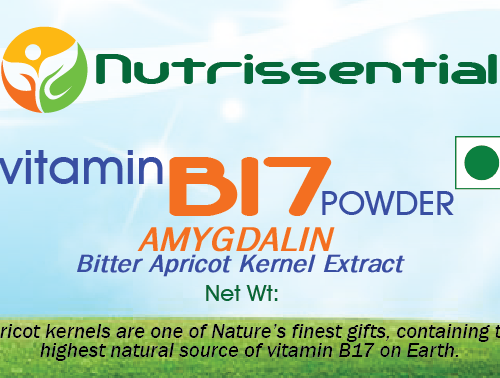 Nutrissential
vitamin B17 POWDER
AMYGDALIN
Bitter Apricot Kernel Extract
Net Wt:
ricot kernels are one of Nature's finest gifts, containing t
highest natural source of vitamin B17 on Earth.